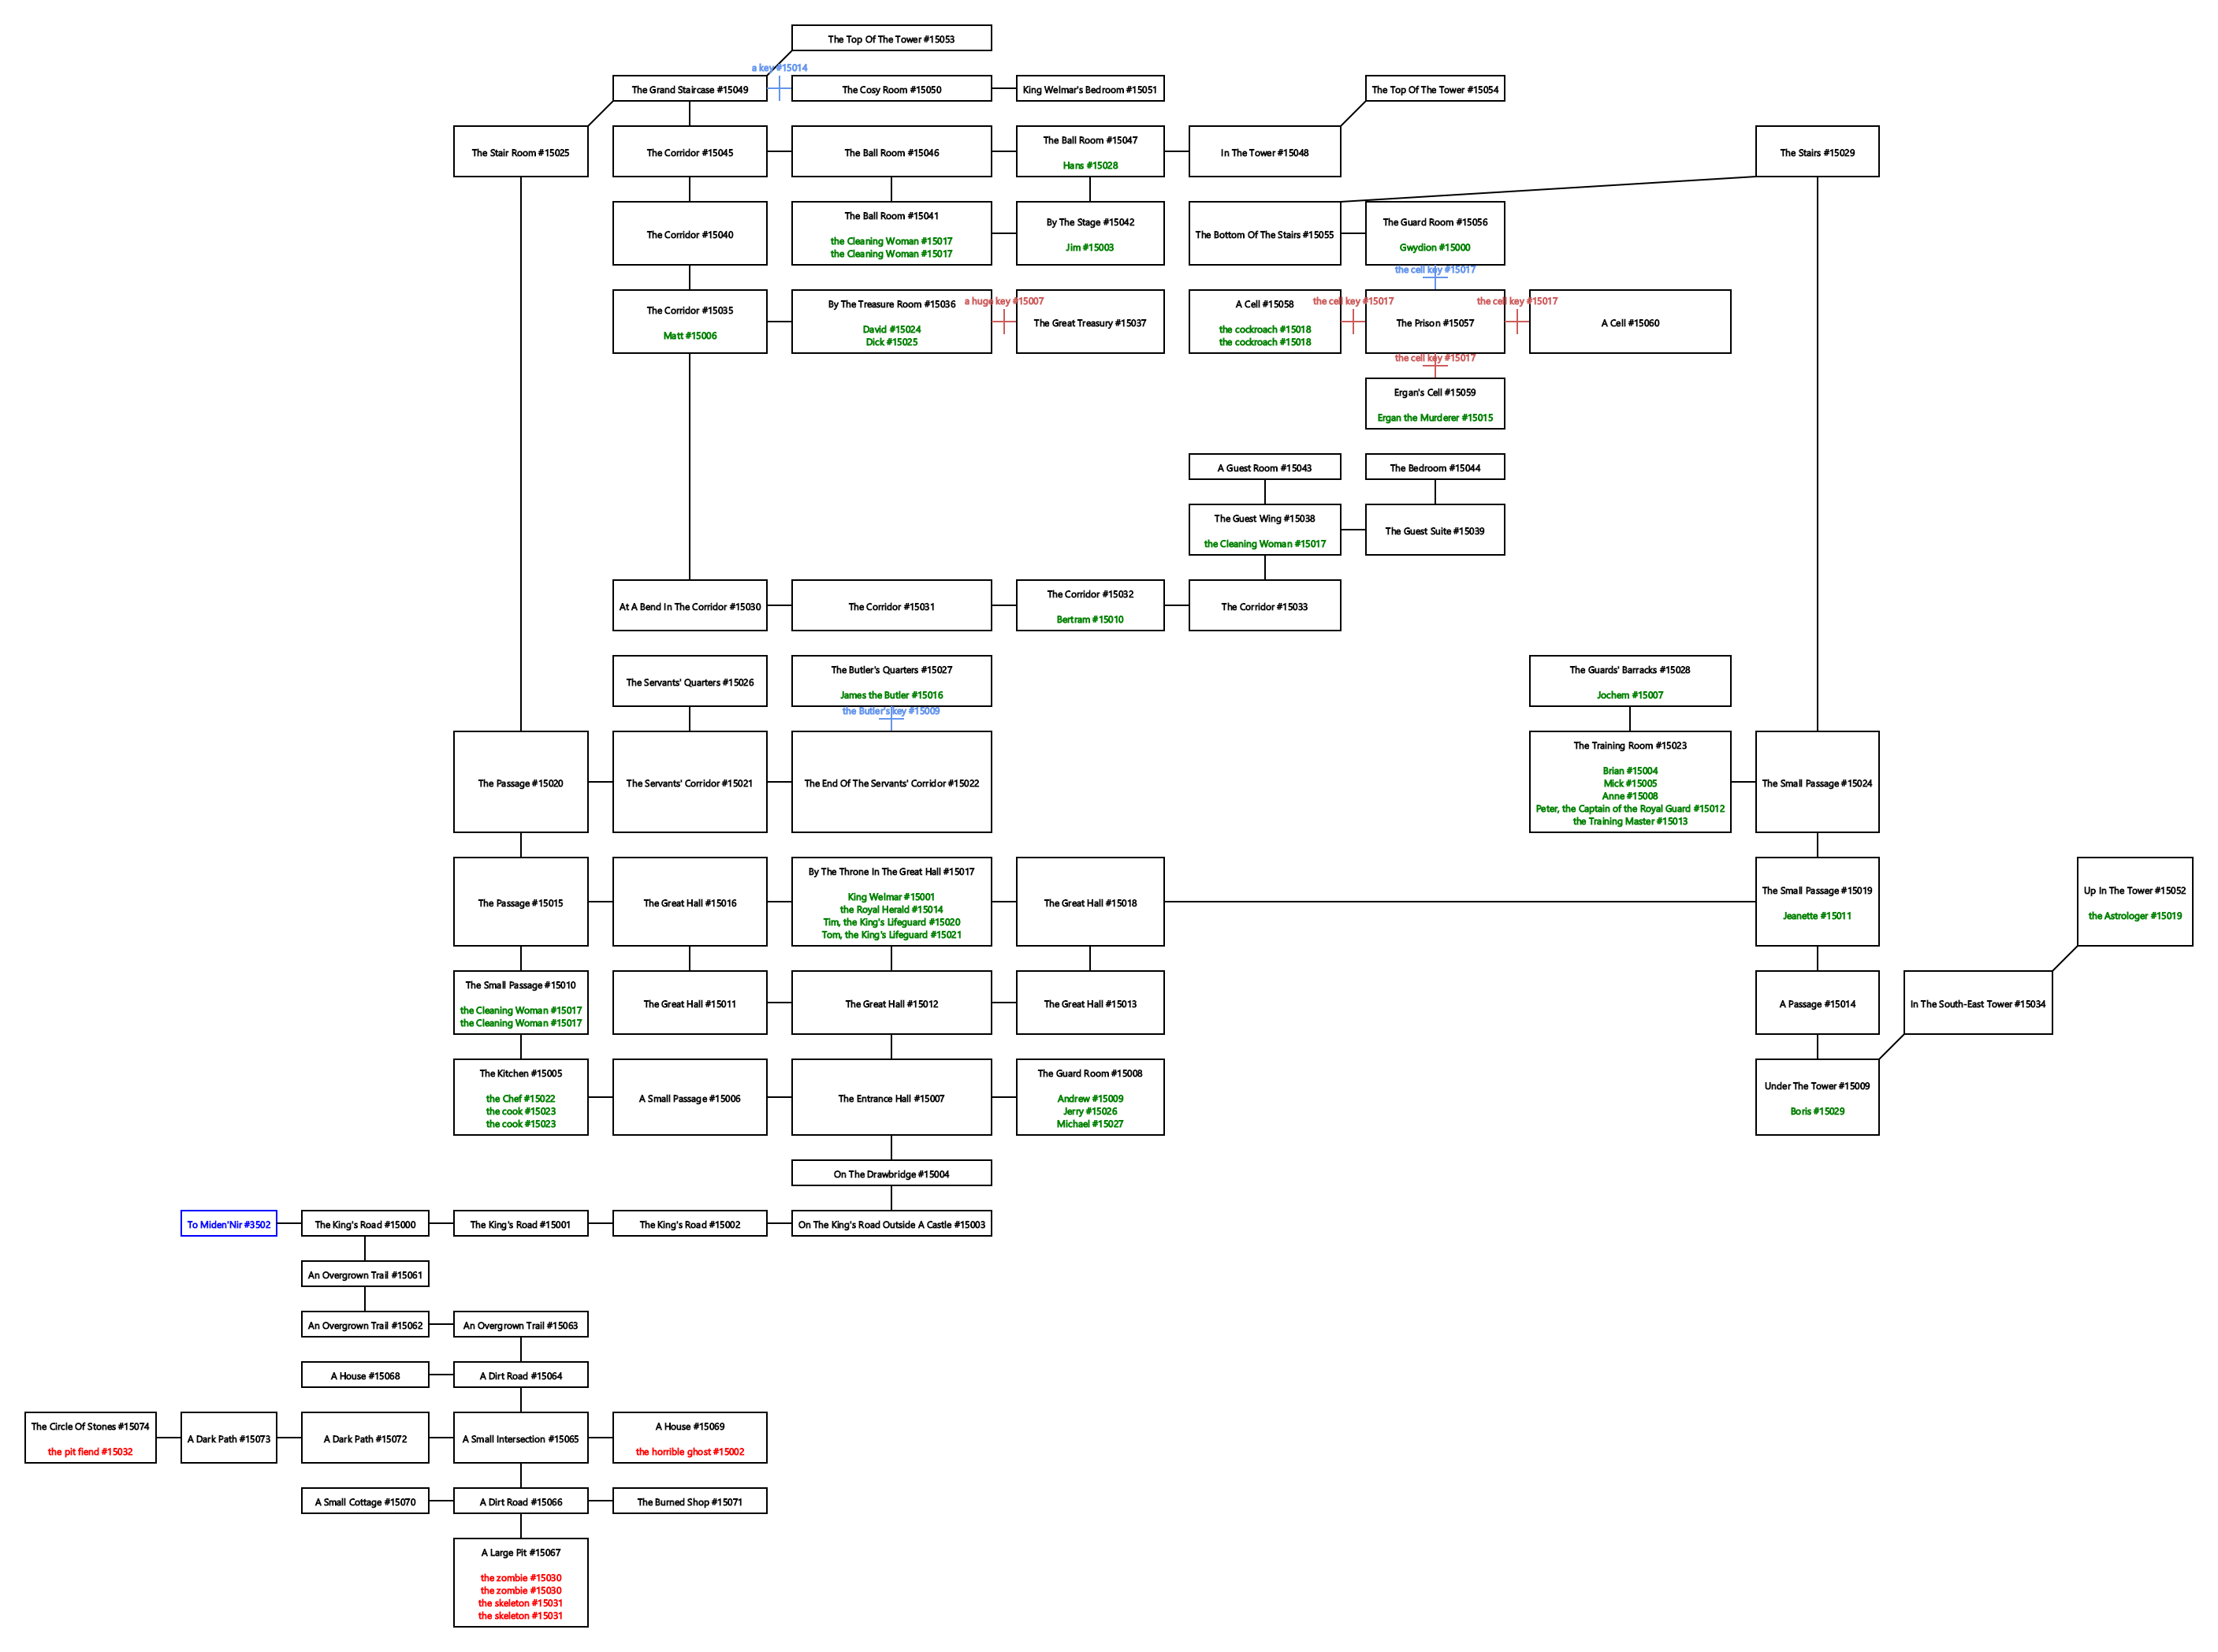 The Top Of The Tower #15053
a key #15014
The Grand Staircase #15049
The Cosy Room #15050
King Welmar's Bedroom #15051
The Top Of The Tower #15054
The Stair Room #15025
The Corridor #15045
The Ball Room #15046
The Ball Room #15047
Hans #15028
In The Tower #15048
The Stairs #15029
The Corridor #15040
The Ball Room #15041
the Cleaning Woman #15017
the Cleaning Woman #15017
By The Stage #15042
Jim #15003
The Bottom Of The Stairs #15055
The Guard Room #15056
Gwydion #15000
the cell key #15017
The Corridor #15035
Matt #15006
By The Treasure Room #15036
David #15024
Dick #15025
a huge key #15007
The Great Treasury #15037
A Cell #15058
the cockroach #15018
the cockroach #15018
the cell key #15017
The Prison #15057
the cell key #15017
A Cell #15060
the cell key #15017
Ergan's Cell #15059
Ergan the Murderer #15015
A Guest Room #15043
The Bedroom #15044
The Guest Wing #15038
the Cleaning Woman #15017
The Guest Suite #15039
At A Bend In The Corridor #15030
The Corridor #15031
The Corridor #15032
Bertram #15010
The Corridor #15033
The Servants' Quarters #15026
The Butler's Quarters #15027
James the Butler #15016
the Butler's key #15009
The Guards' Barracks #15028
Jochem #15007
The Passage #15020
The Servants' Corridor #15021
The End Of The Servants' Corridor #15022
The Training Room #15023
Brian #15004
Mick #15005
Anne #15008
Peter, the Captain of the Royal Guard #15012
the Training Master #15013
The Small Passage #15024
The Passage #15015
The Great Hall #15016
By The Throne In The Great Hall #15017
King Welmar #15001
the Royal Herald #15014
Tim, the King's Lifeguard #15020
Tom, the King's Lifeguard #15021
The Great Hall #15018
The Small Passage #15019
Jeanette #15011
Up In The Tower #15052
the Astrologer #15019
The Small Passage #15010
the Cleaning Woman #15017
the Cleaning Woman #15017
The Great Hall #15011
The Great Hall #15012
The Great Hall #15013
A Passage #15014
In The South-East Tower #15034
The Kitchen #15005
the Chef #15022
the cook #15023
the cook #15023
A Small Passage #15006
The Entrance Hall #15007
The Guard Room #15008
Andrew #15009
Jerry #15026
Michael #15027
Under The Tower #15009
Boris #15029
On The Drawbridge #15004
To Miden'Nir #3502
The King's Road #15000
The King's Road #15001
The King's Road #15002
On The King's Road Outside A Castle #15003
An Overgrown Trail #15061
An Overgrown Trail #15062
An Overgrown Trail #15063
A House #15068
A Dirt Road #15064
The Circle Of Stones #15074
the pit fiend #15032
A Dark Path #15073
A Dark Path #15072
A Small Intersection #15065
A House #15069
the horrible ghost #15002
A Small Cottage #15070
A Dirt Road #15066
The Burned Shop #15071
A Large Pit #15067
the zombie #15030
the zombie #15030
the skeleton #15031
the skeleton #15031